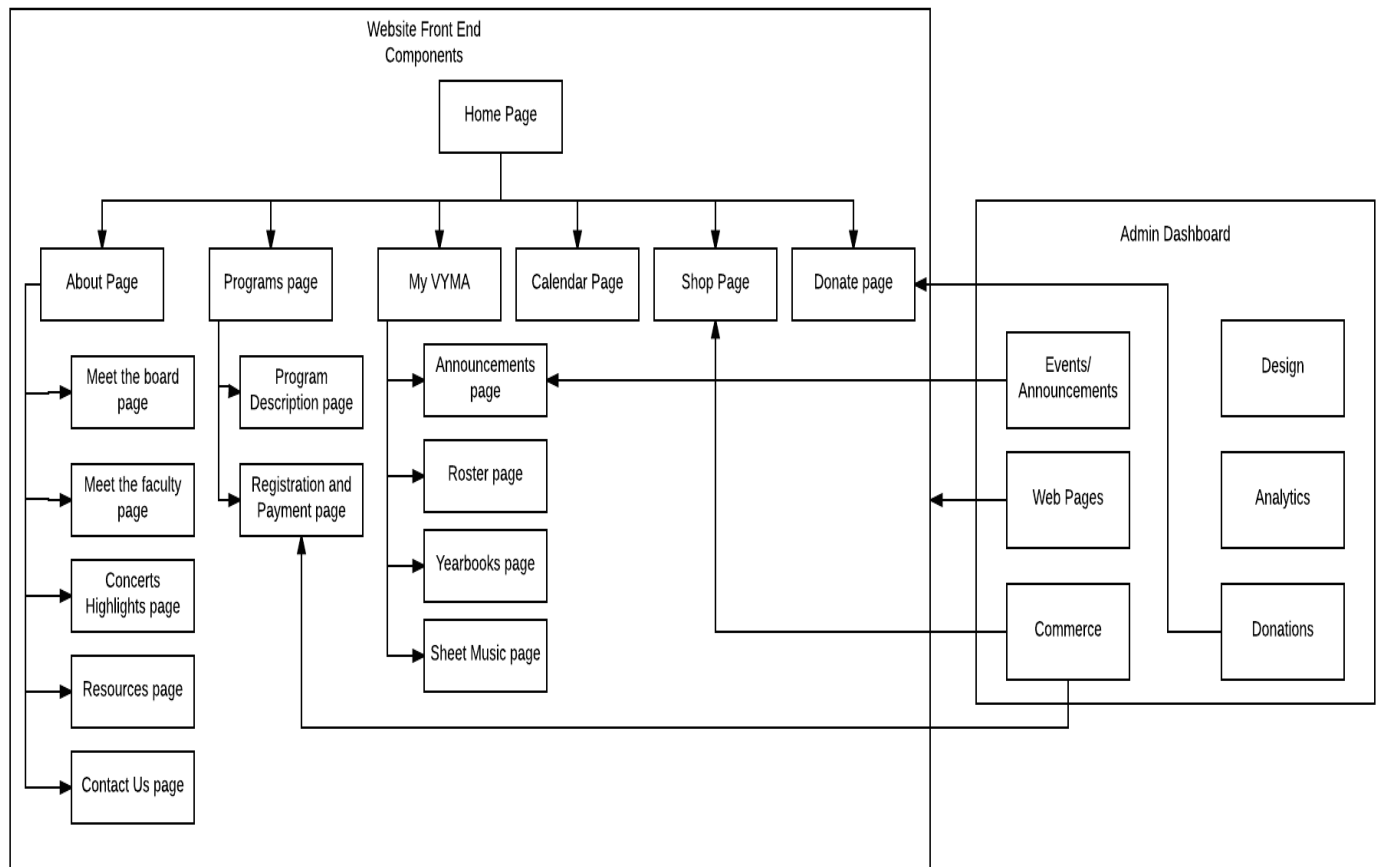 Website Front End
Components
Home Page
About Page
Programs page
My VYMA
Calendar Page
Shop Page
Donate page
Meet the board
page
Meet the faculty
page
Concerts
Highlights page
Resources page
Contact Us page
Program
Description page
Registration and
Payment page
Announcements
page
Roster page
Yearbooks page
Sheet Music page
Admin Dashboard
Events/
Announcements
Design
Web Pages
Analytics
Commerce
Donations